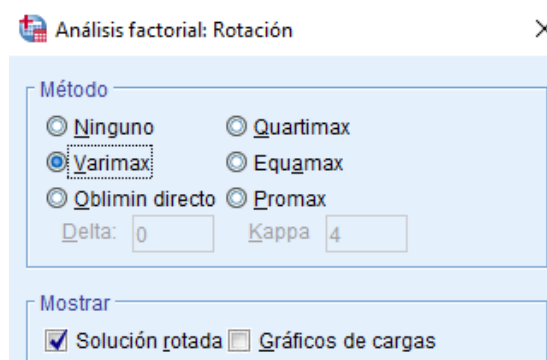 Análisis factorial: Rotación
Método
Ninguno Quartimax
Varimax Equamax
Oblimin directo Promax
Delta: 0 Kappa 4
Mostrar
Solución rotada Gráficos de cargas